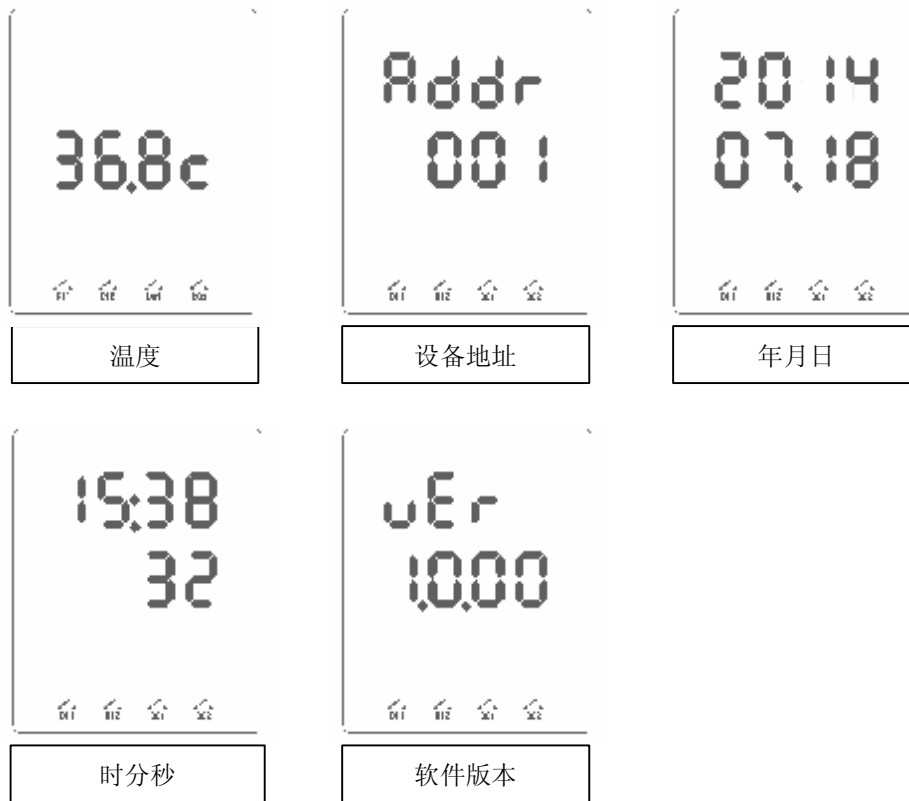 36.8c
温度
Addr
001
设备地址
2014
07.18
年月日
15:38
32
时分秒
vEr
1.0.00
软件版本